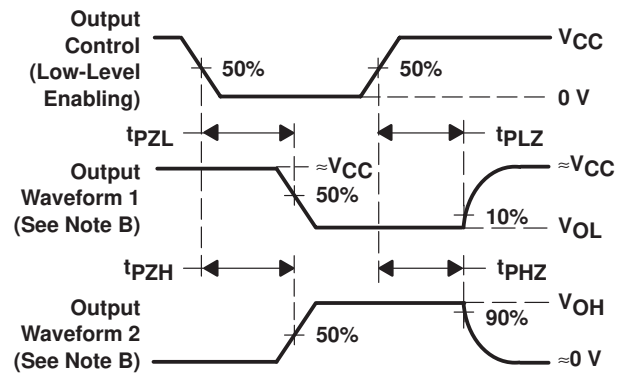 Output
Control
(Low-Level
Enabling)
VCC
50%
50%
0 V
tPZL
tPLZ
Output
Waveform 1
(See Note B)
≈VCC
≈VCC
50%
10%
VOL
tPZH
tPHZ
Output
Waveform 2
(See Note B)
VOH
50%
90%
≈0 V